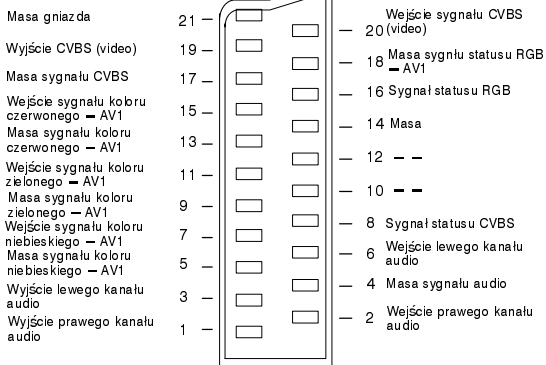 Masa gniazda 21
Wyjście CVBS (video) 19
Masa sygnału CVBS 17
Wejście sygnału koloru
czerwonego — AV1 15
Masa sygnału koloru
czerwonego — AV1 13
Wejście sygnału koloru
zielonego — AV1 11
Masa sygnału koloru
zielonego — AV1 9
Wejście sygnału koloru
niebieskiego — AV1 7
Masa sygnału koloru
niebieskiego — AV1 5
Wyjście lewego kanału
audio 3
Wyjście prawego kanału
audio 1
Wejście sygnału CVBS
20 (video)
18 Masa sygnłu statusu RGB
— AV1
16 Sygnał statusu RGB
14 Masa
12 — —
10 — —
8 Sygnał statusu CVBS
6 Wejście lewego kanału
audio
4 Masa sygnału audio
2 Wejście prawego kanału
audio